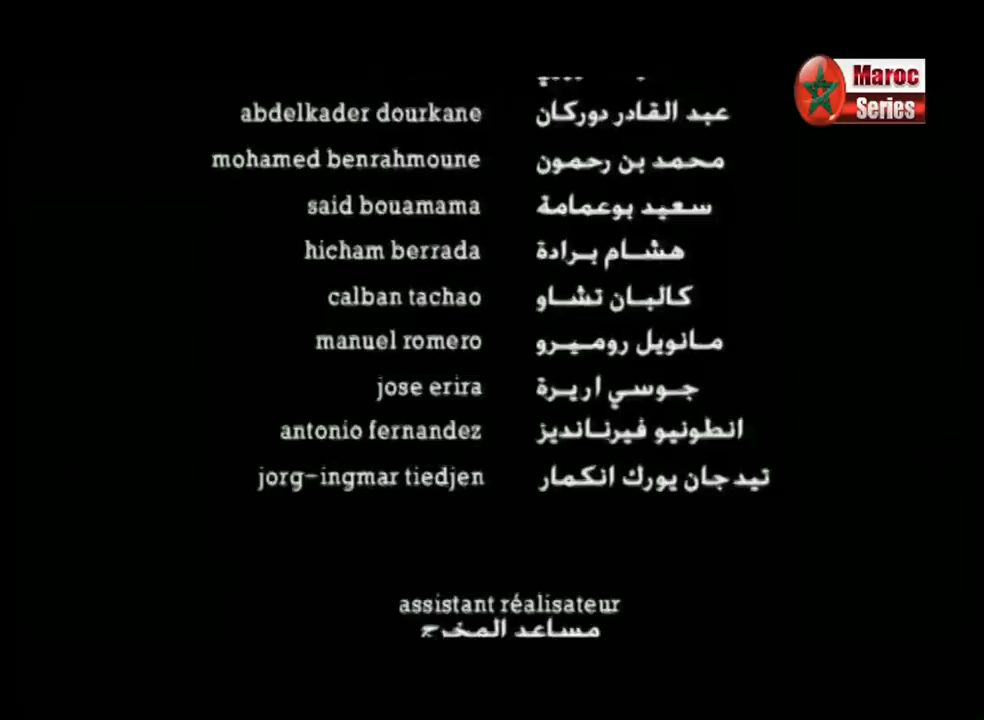 Maroc
Series
abdelkader dourkane عبد القادر دوركان
mohamed benrahmoune محمد بن رحمون
said bouamama سعيد بوعمامة
hicham berrada هشام برادة
calban tachao كالبان تشاو
manuel romero مانويل روميرو
jose erira جوسي اريرة
antonio fernandez انطونيو فيرنانديز
jorg-ingmar tiedjen تيدجان يورك انكمار
assistant réalisateur
مساعد المخرج